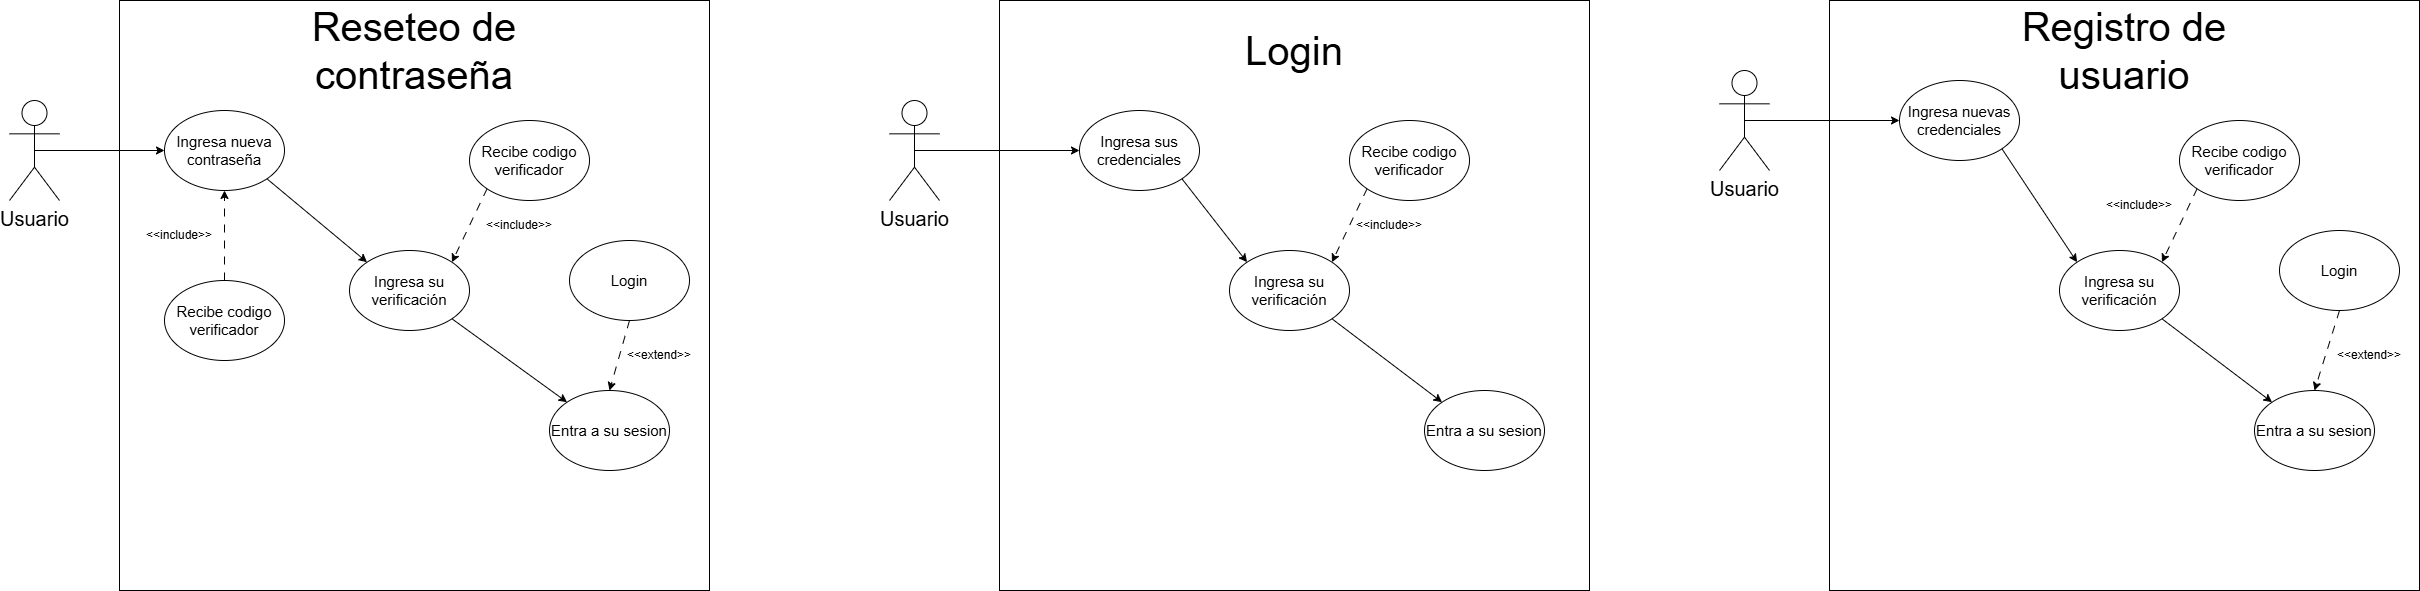 Reseteo de
contraseña
Usuario
Ingresa nueva
contraseña
<<include>>
Recibe codigo
verificador
Recibe codigo
verificador
<<include>>
Ingresa su
verificación
Login
<<extend>>
Entra a su sesion
Login
Usuario
Ingresa sus
credenciales
Recibe codigo
verificador
<<include>>
Ingresa su
verificación
Entra a su sesion
Registro de
usuario
Usuario
Ingresa nuevas
credenciales
Recibe codigo
verificador
<<include>>
Ingresa su
verificación
Login
<<extend>>
Entra a su sesion